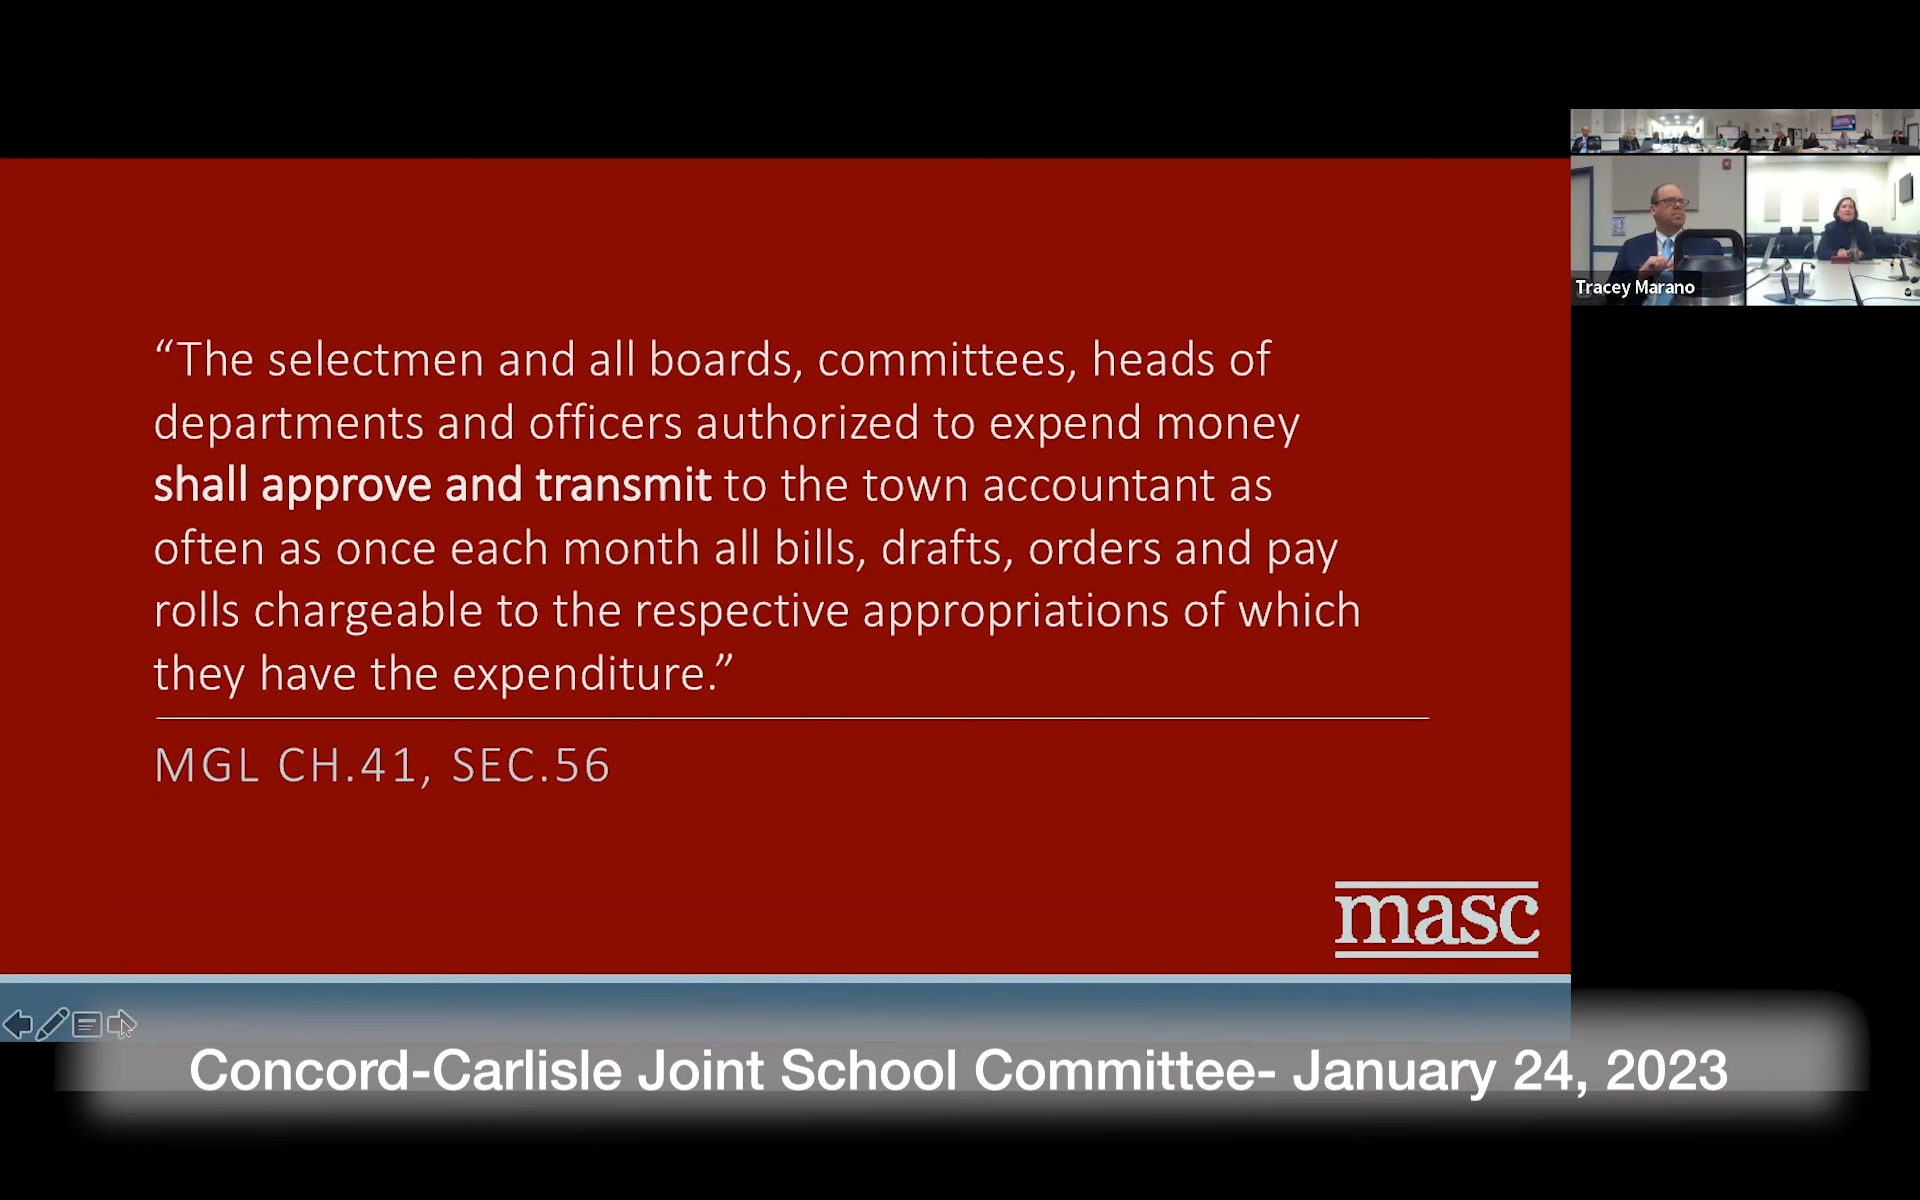 “The selectmen and all boards, committees, heads of
departments and officers authorized to expend money
shall approve and transmit to the town accountant as
often as once each month all bills, drafts, orders and pay
rolls chargeable to the respective appropriations of which
they have the expenditure.”
MGL CH.41, SEC.56
masc
Tracey Marano
Concord-Carlisle Joint School Committee- January 24, 2023